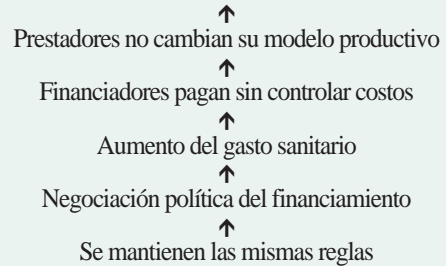 ↑
Prestadores no cambian su modelo productivo
↑
Financiadores pagan sin controlar costos
↑
Aumento del gasto sanitario
↑
Negociación política del financiamiento
↑
Se mantienen las mismas reglas